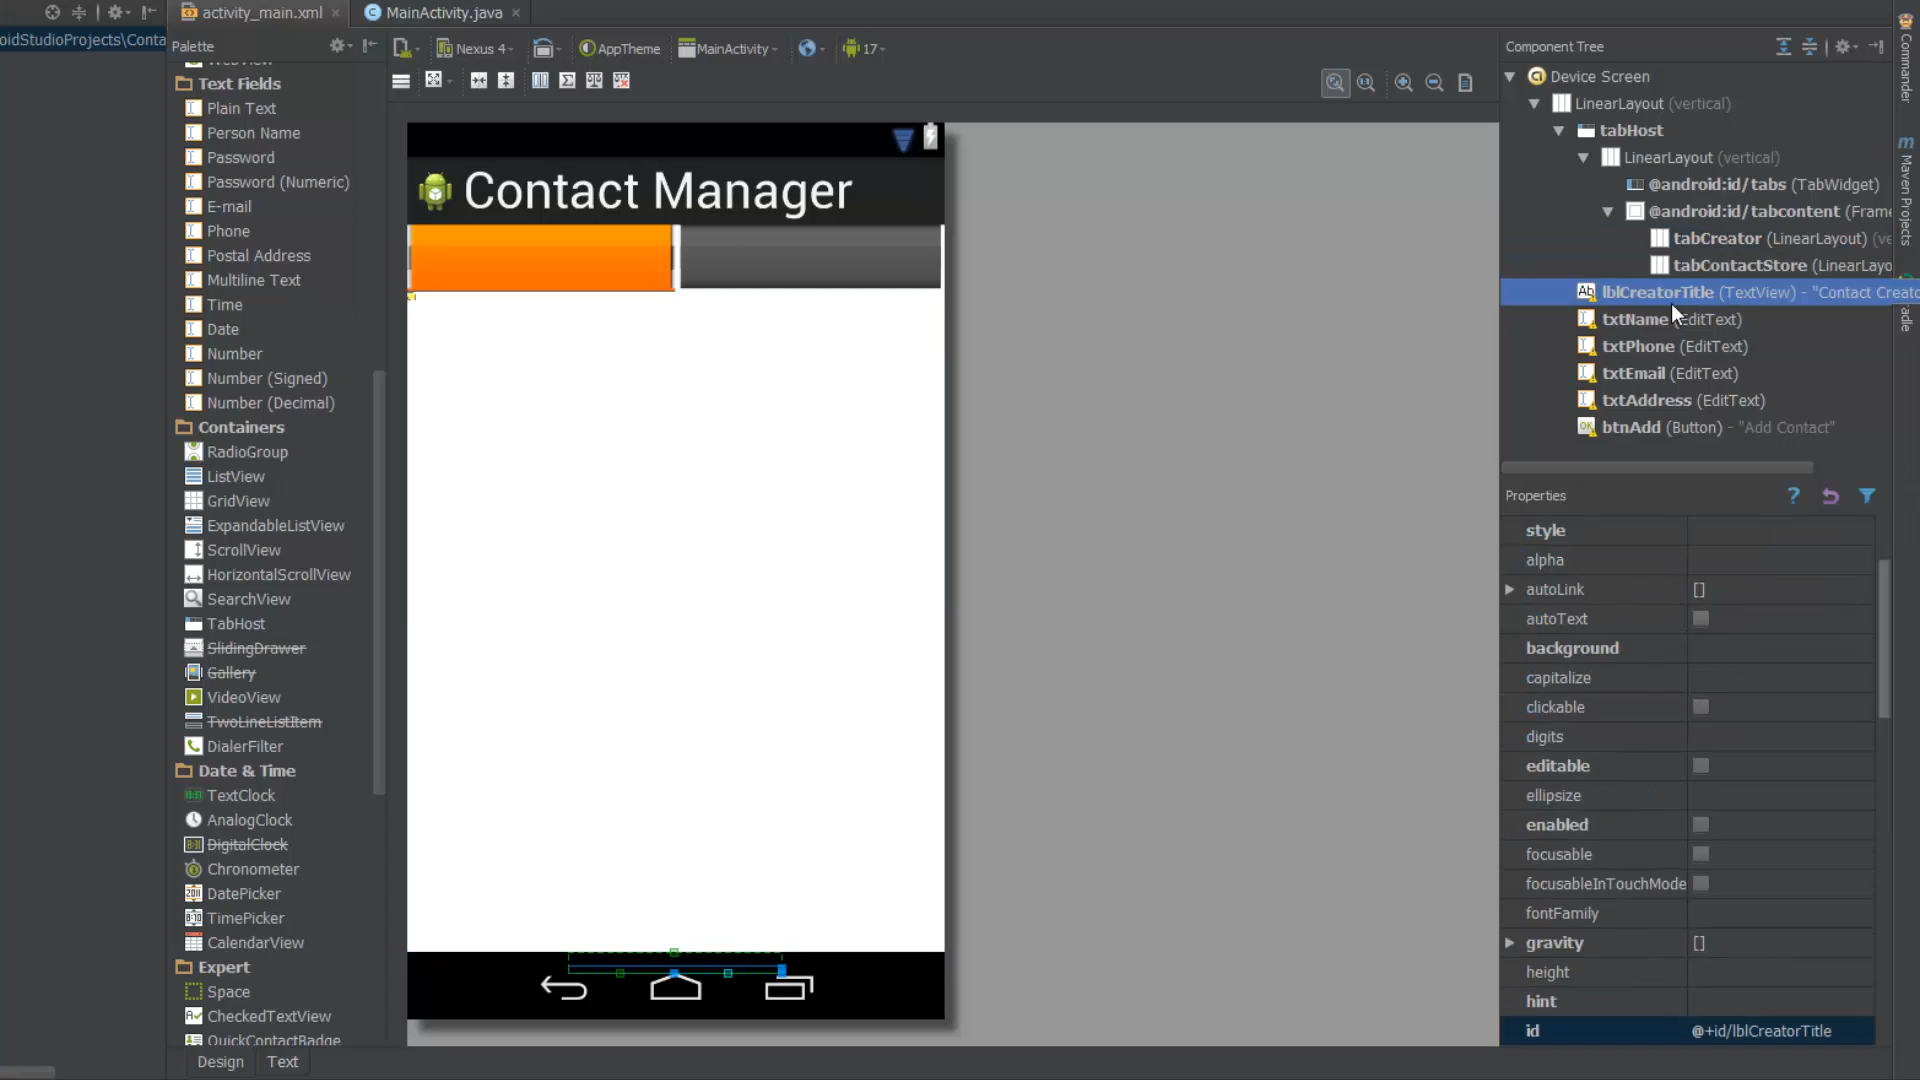 activity_main.xml
MainActivity.java
oidStudioProjects\Conta
Palette
Nexus 4
AppTheme
MainActivity
17
Component Tree
Text Fields
Plain Text
Person Name
Password
Password (Numeric)
E-mail
Phone
Postal Address
Multiline Text
Time
Date
Number
Number (Signed)
Number (Decimal)
Containers
RadioGroup
ListView
GridView
ExpandableListView
ScrollView
HorizontalScrollView
SearchView
TabHost
SlidingDrawer
Gallery
VideoView
TwoLineListItem
DialerFilter
Date & Time
TextClock
AnalogClock
DigitalClock
Chronometer
DatePicker
TimePicker
CalendarView
Expert
Space
CheckedTextView
QuickContactBadge
Design
Text
Contact Manager
Device Screen
LinearLayout (vertical)
tabHost
LinearLayout (vertical)
@android:id/tabs (TabWidget)
@android:id/tabcontent (Frame
tabCreator (LinearLayout) (ve
tabContactStore (LinearLayo
lblCreatorTitle (TextView) - "Contact Creato
txtName (EditText)
txtPhone (EditText)
txtEmail (EditText)
txtAddress (EditText)
btnAdd (Button) - "Add Contact"
Properties
style
alpha
autoLink []
autoText
background
capitalize
clickable
digits
editable
ellipsize
enabled
focusable
focusableInTouchMode
fontFamily
gravity []
height
hint
id @+id/lblCreatorTitle
Commander
Maven Projects